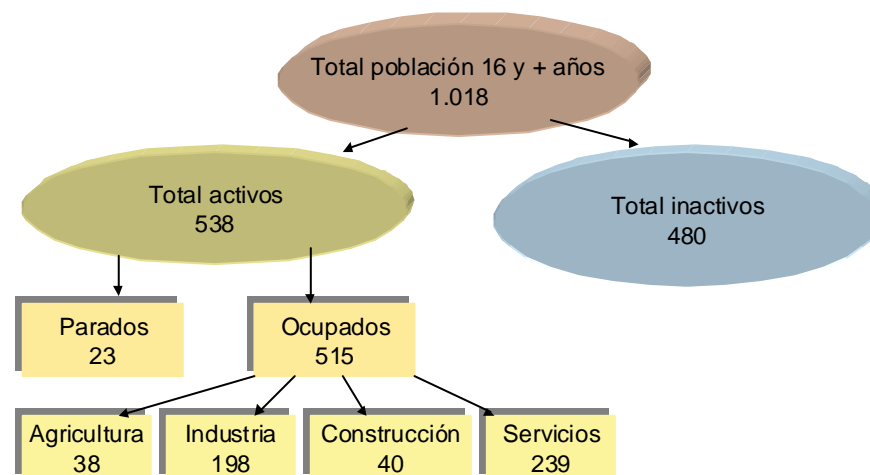 Total población 16 y + años
1.018
Total activos
538
Total inactivos
480
Parados
23
Ocupados
515
Agricultura
38
Industria
198
Construcción
40
Servicios
239